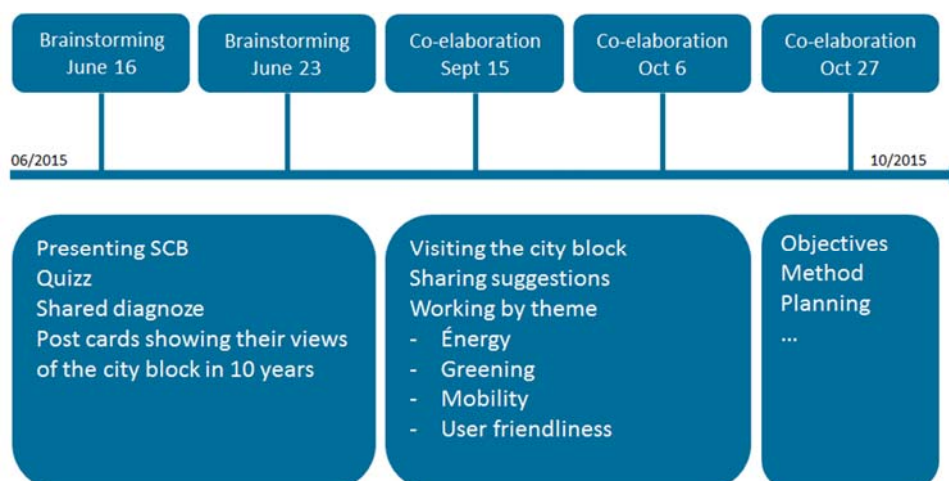 Brainstorming
June 16
Brainstorming
June 23
Co-elaboration
Sept 15
Co-elaboration
Oct 6
Co-elaboration
Oct 27
06/2015
10/2015
Presenting SCB
Quizz
Shared diagnoze
Post cards showing their views
of the city block in 10 years
Visiting the city block
Sharing suggestions
Working by theme
- Énergy
- Greening
- Mobility
- User friendliness
Objectives
Method
Planning
...